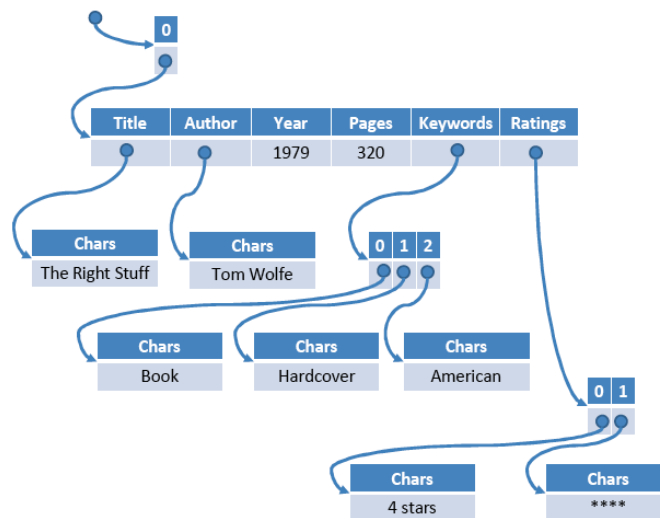 0
Title Author Year Pages Keywords Ratings
1979 320
Chars
The Right Stuff
Chars
Tom Wolfe
0 1 2
Chars
Book
Chars
Hardcover
Chars
American
0 1
Chars
4 stars
Chars
****